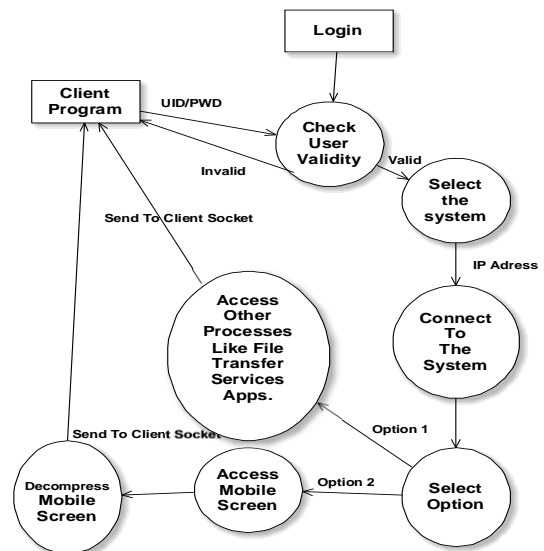 Login
Client
Program
UID/PWD
Check
User
Validity
Valid
Invalid
Select
the
system
Send To Client Socket
IP Adress
Access
Other
Processes
Like File
Transfer
Services
Apps.
Connect
To
The
System
Option 1
Send To Client Socket
Decompress
Mobile
Screen
Access
Mobile
Screen
Option 2
Select
Option